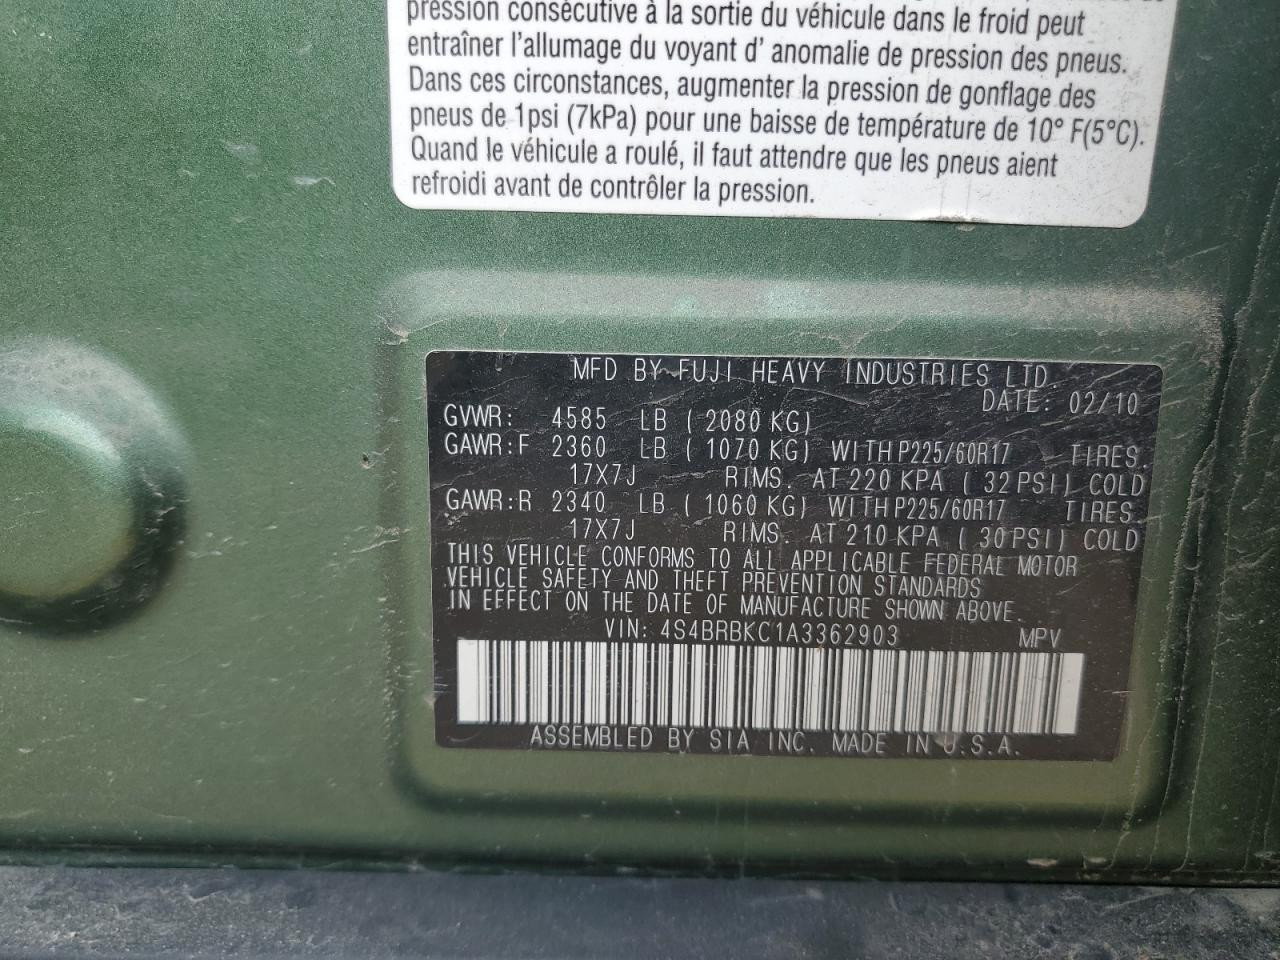 pression consécutive à la sortie du véhicule dans le froid peut
entraîner l'allumage du voyant d' anomalie de pression des pneus.
Dans ces circonstances, augmenter la pression de gonflage des
pneus de 1psi (7kPa) pour une baisse de température de 10° F(5°C).
Quand le véhicule a roulé, il faut attendre que les pneus aient
refroidi avant de contrôler la pression.
MFD BY FUJI HEAVY INDUSTRIES LTD.
DATE: 02/10
GVWR: 4585 LB ( 2080 KG)
GAWR:F 2360 LB ( 1070 KG) WITH P225/60R17 TIRES.
17X7J RIMS. AT 220 KPA ( 32 PSI) COLD
GAWR:R 2340 LB ( 1060 KG) WITH P225/60R17 TIRES.
17X7J RIMS. AT 210 KPA ( 30 PSI) COLD
THIS VEHICLE CONFORMS TO ALL APPLICABLE FEDERAL MOTOR
VEHICLE SAFETY AND THEFT PREVENTION STANDARDS
IN EFFECT ON THE DATE OF MANUFACTURE SHOWN ABOVE.
VIN: 4S4BRBKC1A3362903 MPV
ASSEMBLED BY SIA INC. MADE IN U.S.A.